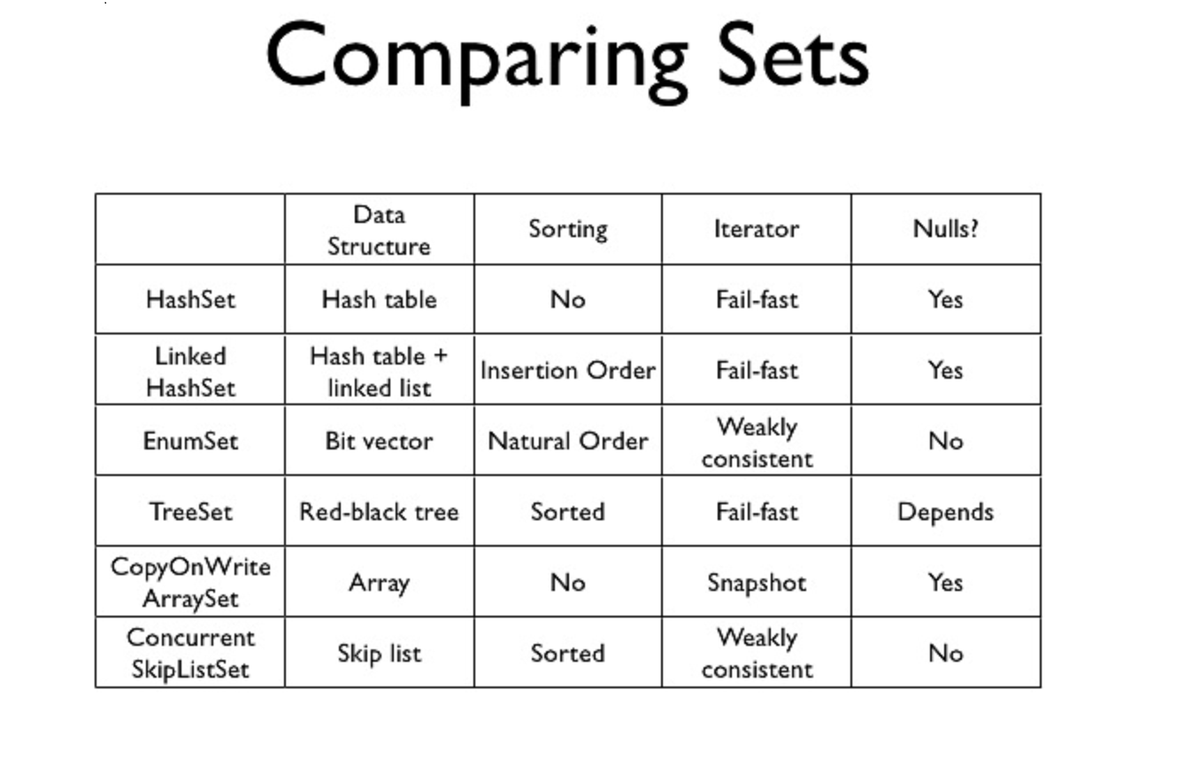 Comparing Sets
Data
Structure
Sorting
Iterator
Nulls?
HashSet
Hash table
No
Fail-fast
Yes
Linked
HashSet
Hash table +
linked list
Insertion Order
Fail-fast
Yes
EnumSet
Bit vector
Natural Order
Weakly
consistent
No
TreeSet
Red-black tree
Sorted
Fail-fast
Depends
CopyOnWrite
ArraySet
Array
No
Snapshot
Yes
Concurrent
SkipListSet
Skip list
Sorted
Weakly
consistent
No